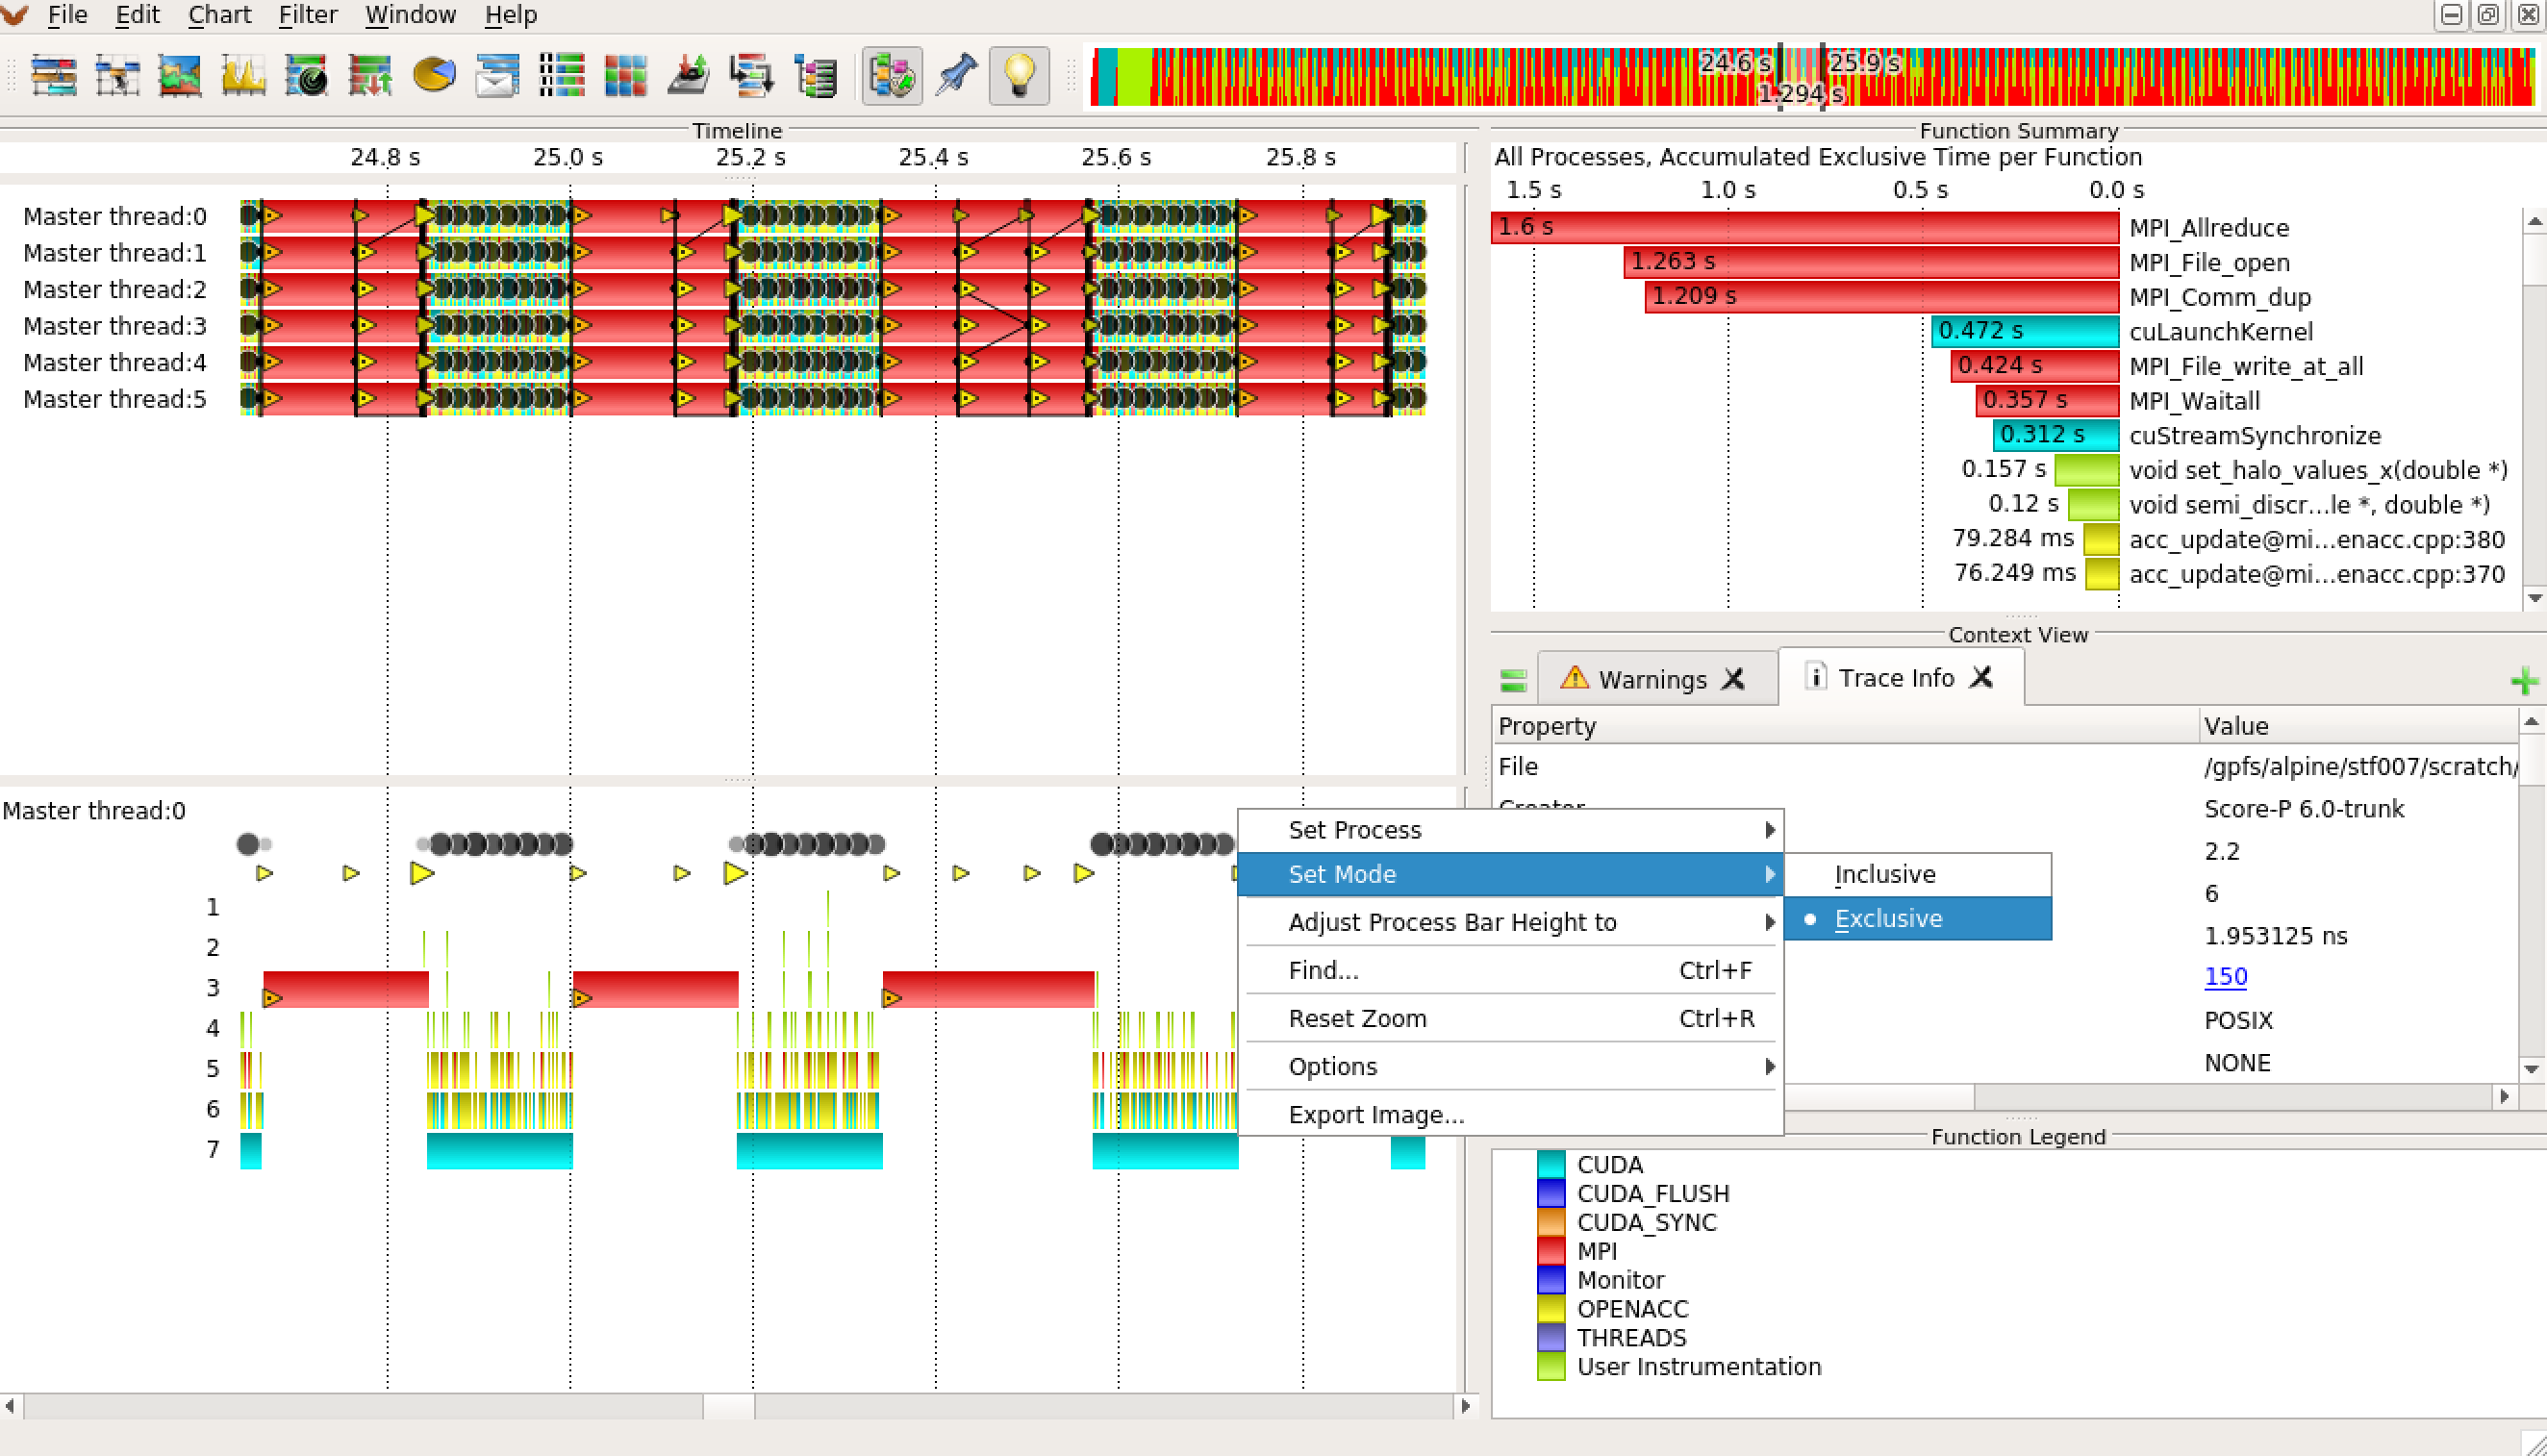 File Edit Chart Filter Window Help
24.6 s 25.9 s
1.294 s
Timeline
24.8 s 25.0 s 25.2 s 25.4 s 25.6 s 25.8 s
Master thread:0
Master thread:1
Master thread:2
Master thread:3
Master thread:4
Master thread:5
Master thread:0
1
2
3
4
5
6
7
Function Summary
All Processes, Accumulated Exclusive Time per Function
1.5 s 1.0 s 0.5 s 0.0 s
1.6 s MPI_Allreduce
1.263 s MPI_File_open
1.209 s MPI_Comm_dup
0.472 s cuLaunchKernel
0.424 s MPI_File_write_at_all
0.357 s MPI_Waitall
0.312 s cuStreamSynchronize
0.157 s void set_halo_values_x(double *)
0.12 s void semi_discr...le *, double *)
79.284 ms acc_update@mi...enacc.cpp:380
76.249 ms acc_update@mi...enacc.cpp:370
Context View
Warnings Trace Info
Property Value
File /gpfs/alpine/stf007/scratch/
Creator Score-P 6.0-trunk
2.2
6
1.953125 ns
150
POSIX
NONE
Set Process
Set Mode
Adjust Process Bar Height to
Find... Ctrl+F
Reset Zoom Ctrl+R
Options
Export Image...
Inclusive
Exclusive
Function Legend
CUDA
CUDA_FLUSH
CUDA_SYNC
MPI
Monitor
OPENACC
THREADS
User Instrumentation